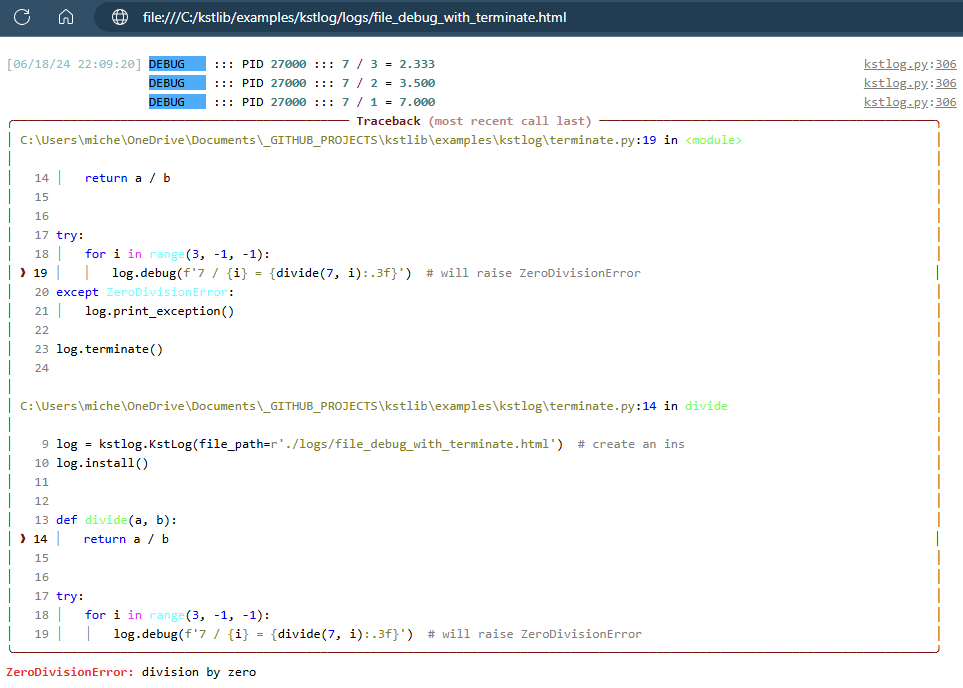 file:///C:/kstlib/examples/kstlog/logs/file_debug_with_terminate.html
[06/18/24 22:09:20] DEBUG ::: PID 27000 ::: 7 / 3 = 2.333 kstlog.py:306
DEBUG ::: PID 27000 ::: 7 / 2 = 3.500 kstlog.py:306
DEBUG ::: PID 27000 ::: 7 / 1 = 7.000 kstlog.py:306
Traceback (most recent call last)
C:\Users\miche\OneDrive\Documents\_GITHUB_PROJECTS\kstlib\examples\kstlog\terminate.py:19 in <module>
14 │ return a / b
15
16
17 try:
18 │ for i in range(3, -1, -1):
❱ 19 │ │ log.debug(f'7 / {i} = {divide(7, i):.3f}') # will raise ZeroDivisionError
20 except ZeroDivisionError:
21 │ log.print_exception()
22
23 log.terminate()
24
C:\Users\miche\OneDrive\Documents\_GITHUB_PROJECTS\kstlib\examples\kstlog\terminate.py:14 in divide
9 log = kstlog.KstLog(file_path=r'./logs/file_debug_with_terminate.html') # create an ins
10 log.install()
11
12
13 def divide(a, b):
❱ 14 │ return a / b
15
16
17 try:
18 │ for i in range(3, -1, -1):
19 │ │ log.debug(f'7 / {i} = {divide(7, i):.3f}') # will raise ZeroDivisionError
ZeroDivisionError: division by zero